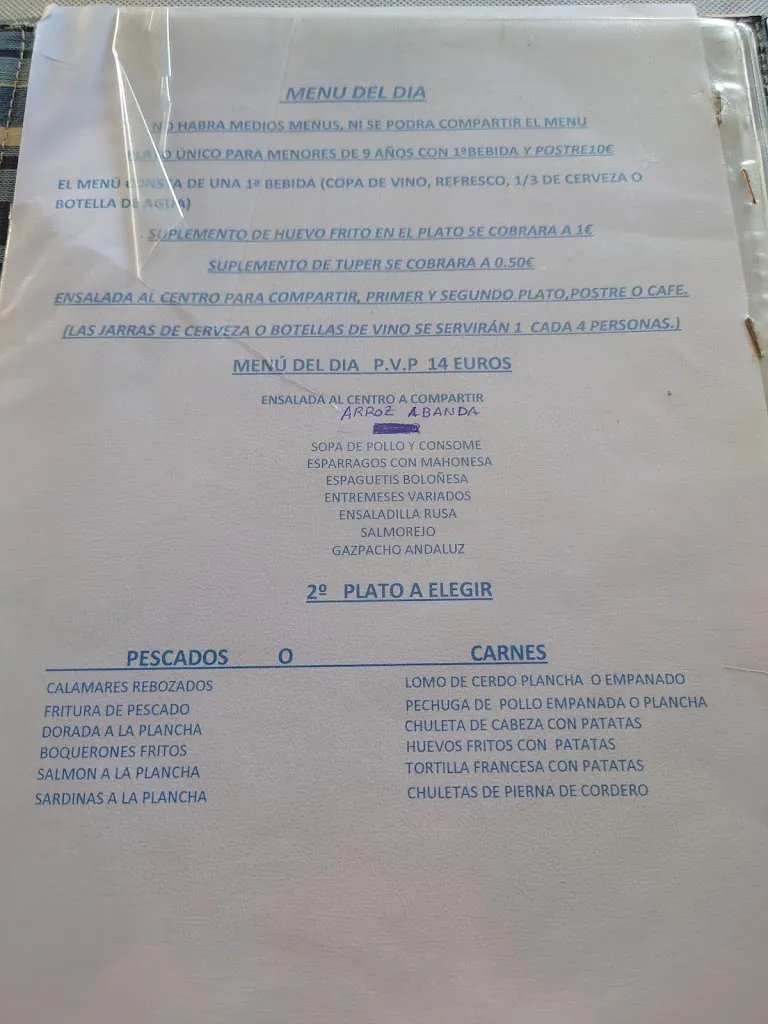 MENU DEL DIA
NO HABRA MEDIOS MENUS, NI SE PODRA COMPARTIR EL MENU
PLATO ÚNICO PARA MENORES DE 9 AÑOS CON 1ªBEBIDA Y POSTRE10€
EL MENÚ CONSTA DE UNA 1ª BEBIDA (COPA DE VINO, REFRESCO, 1/3 DE CERVEZA O
BOTELLA DE AGUA)
SUPLEMENTO DE HUEVO FRITO EN EL PLATO SE COBRARA A 1€
SUPLEMENTO DE TUPER SE COBRARA A 0.50€
ENSALADA AL CENTRO PARA COMPARTIR, PRIMER Y SEGUNDO PLATO,POSTRE O CAFE.
(LAS JARRAS DE CERVEZA O BOTELLAS DE VINO SE SERVIRÁN 1 CADA 4 PERSONAS.)
MENÚ DEL DIA P.V.P 14 EUROS
ENSALADA AL CENTRO A COMPARTIR
ARROZ ABANDA
SOPA DE POLLO Y CONSOME
ESPARRAGOS CON MAHONESA
ESPAGUETIS BOLOÑESA
ENTREMESES VARIADOS
ENSALADILLA RUSA
SALMOREJO
GAZPACHO ANDALUZ
2º PLATO A ELEGIR
PESCADOS O CARNES
CALAMARES REBOZADOS
FRITURA DE PESCADO
DORADA A LA PLANCHA
BOQUERONES FRITOS
SALMON A LA PLANCHA
SARDINAS A LA PLANCHA
LOMO DE CERDO PLANCHA O EMPANADO
PECHUGA DE POLLO EMPANADA O PLANCHA
CHULETA DE CABEZA CON PATATAS
HUEVOS FRITOS CON PATATAS
TORTILLA FRANCESA CON PATATAS
CHULETAS DE PIERNA DE CORDERO